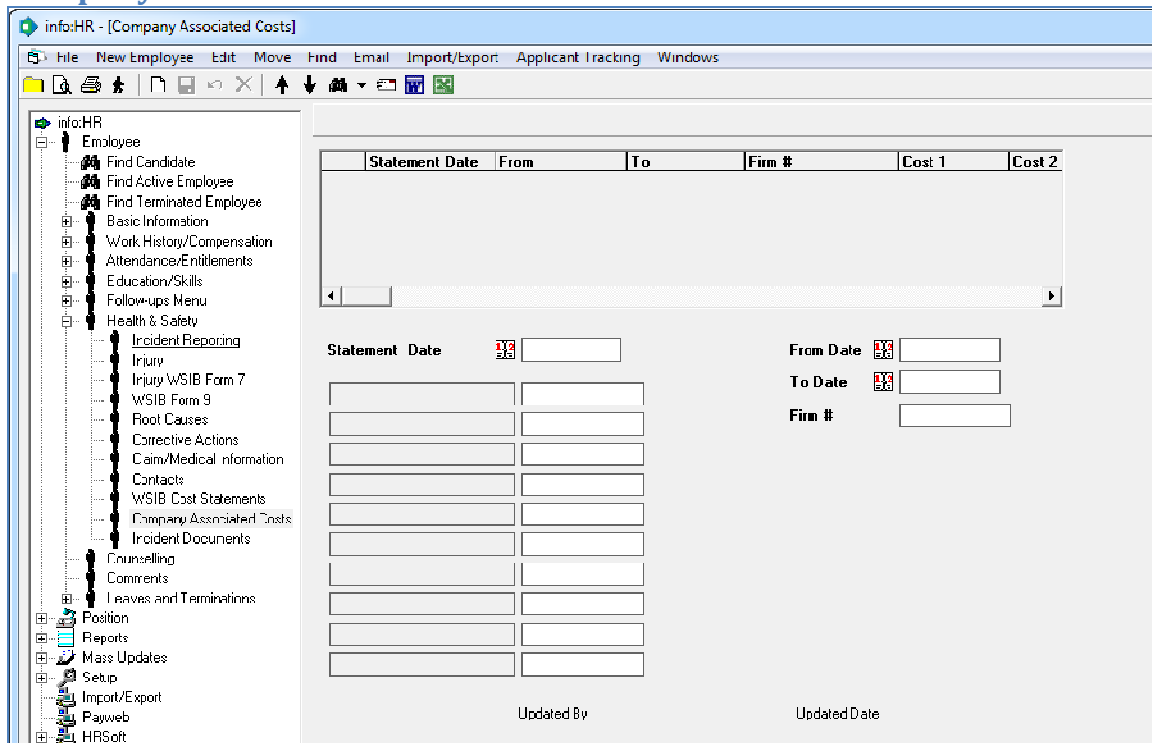 info:HR - [Company Associated Costs]
File New Employee Edit Move Find Email Import/Export Applicant Tracking Windows
info:HR
Employee
Find Candidate
Find Active Employee
Find Terminated Employee
Basic Information
Work History/Compensation
Attendance/Entitlements
Education/Skills
Follow-ups Menu
Health & Safety
Incident Reporting
Injury
Injury WSIB Form 7
WSIB Form 9
Root Causes
Corrective Actions
Claim/Medical Information
Contacts
WSIB Cost Statements
Company Associated Costs
Incident Documents
Counselling
Comments
Leaves and Terminations
Position
Reports
Mass Updates
Setup
Import/Export
Payweb
HRSoft
Statement Date From To Firm # Cost 1 Cost 2
Statement Date
From Date
To Date
Firm #
Updated By Updated Date